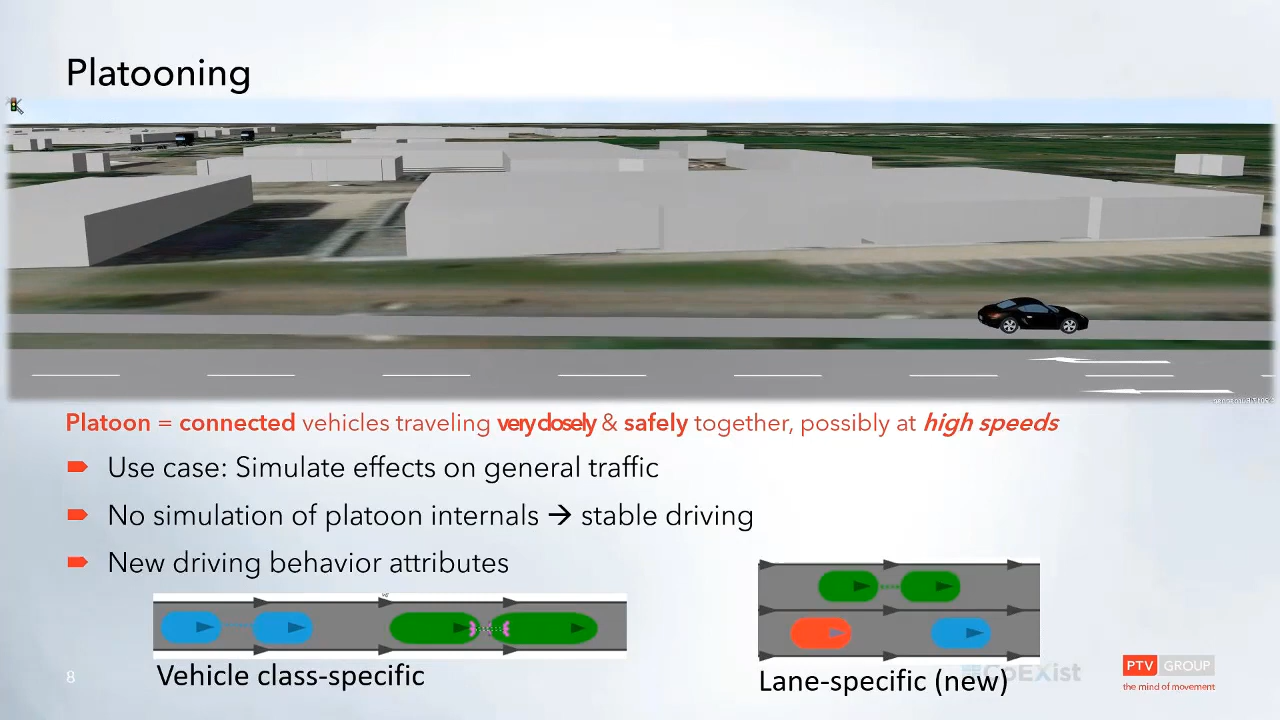 Platooning
Platoon = connected vehicles traveling very closely & safely together, possibly at high speeds
Use case: Simulate effects on general traffic
No simulation of platoon internals → stable driving
New driving behavior attributes
Vehicle class-specific
Lane-specific (new)
CoEXist
PTV GROUP
the mind of movement
8